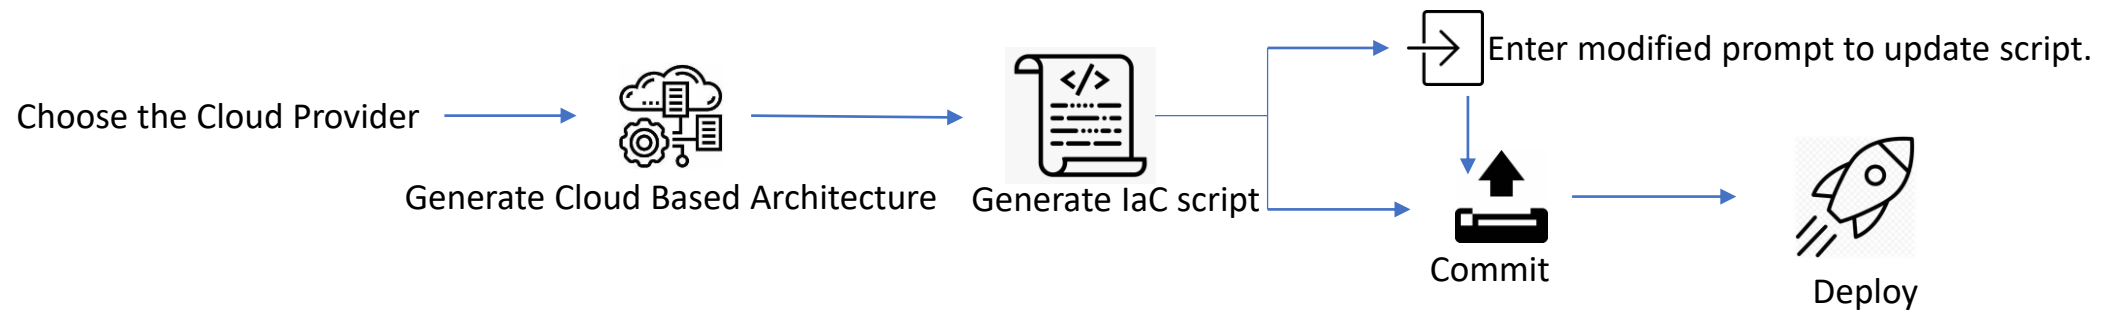 Enter modified prompt to update script.
Choose the Cloud Provider
</>
Generate Cloud Based Architecture
Generate IaC script
Commit
Deploy